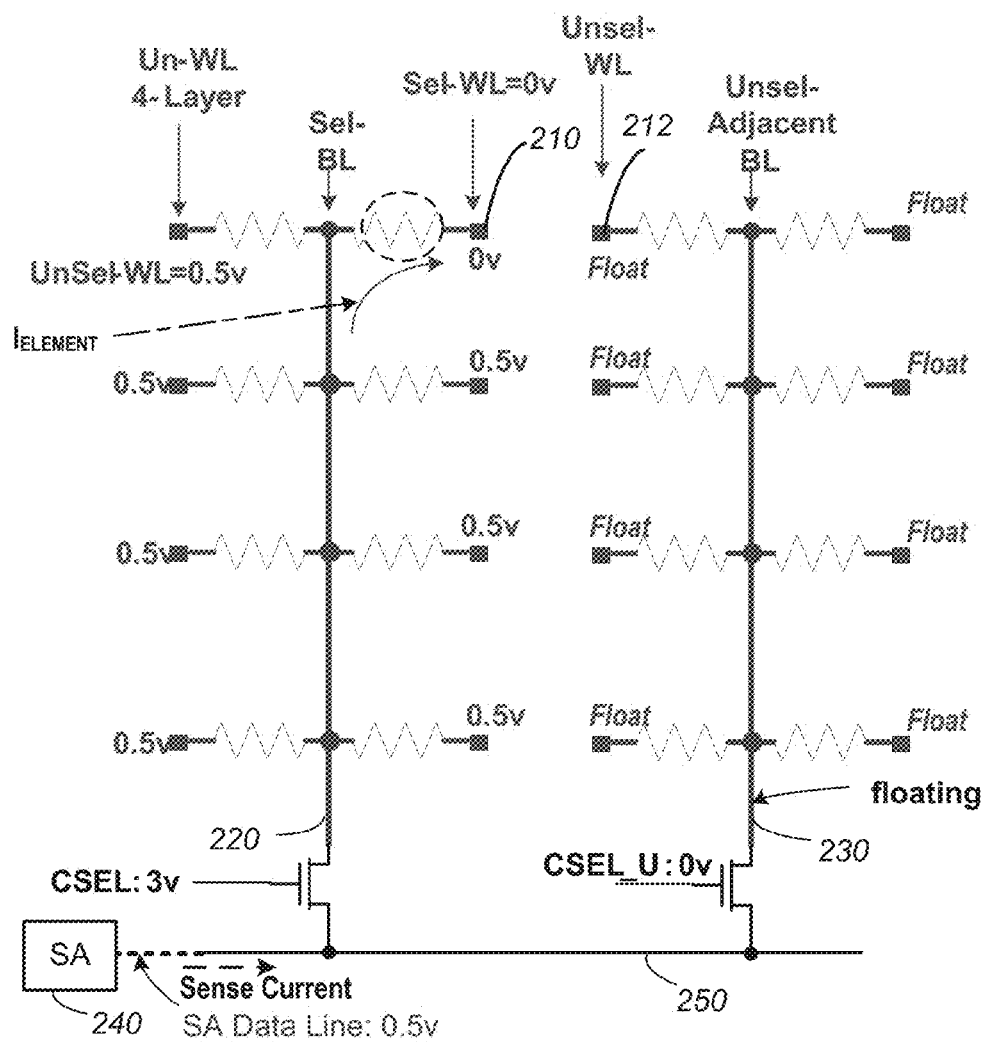 Un-WL
4-Layer
Sel-
BL
Sel-WL=0v
210
Unsel-
WL
212
Unsel-
Adjacent
BL
Float
UnSel-WL=0.5v
0v
Float
IELEMENT
0.5v
0.5v
Float
Float
0.5v
0.5v
Float
Float
0.5v
0.5v
Float
Float
floating
220
230
CSEL: 3v
CSEL_U : 0v
SA
Sense Current
240
SA Data Line: 0.5v
250